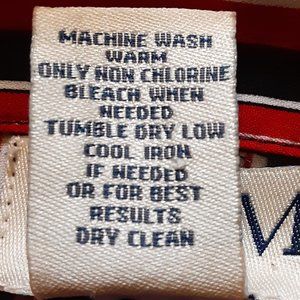 MACHINE WASH
WARM
ONLY NON CHLORINE
BLEACH WHEN
NEEDED
TUMBLE DRY LOW
COOL IRON
IF NEEDED
OR FOR BEST
RESULTS
DRY CLEAN